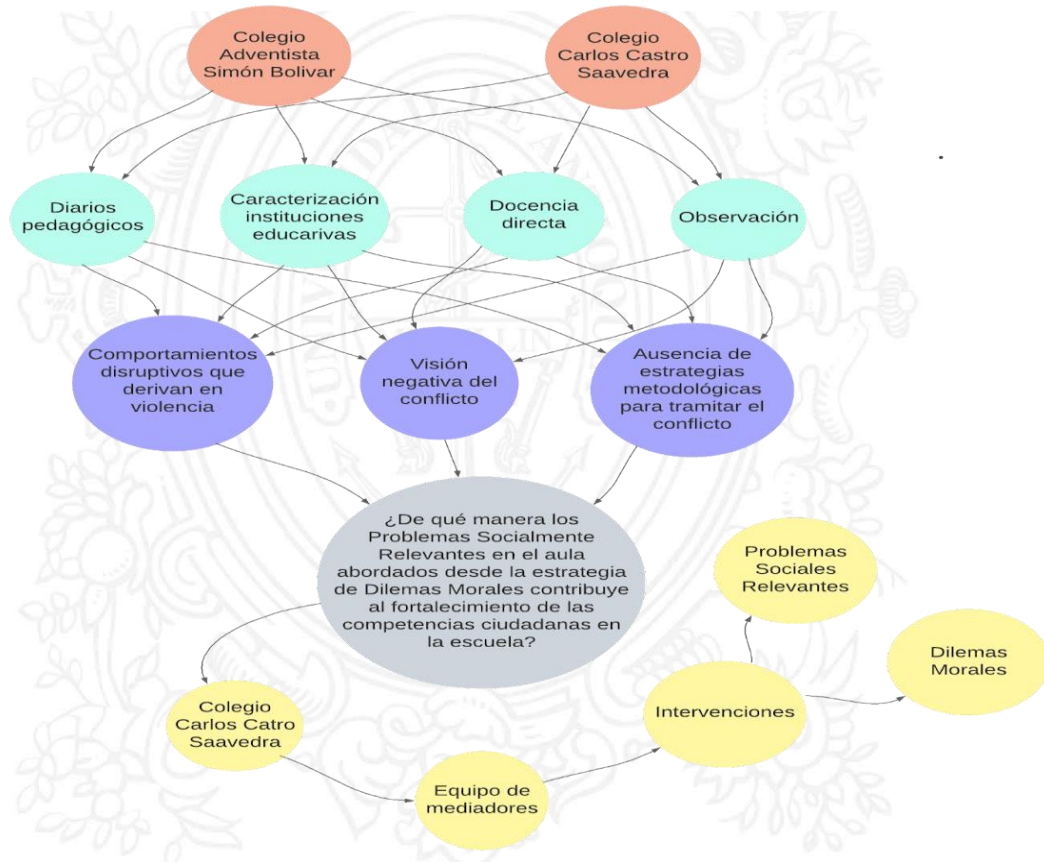 Colegio
Adventista
Simón Bolivar
Colegio
Carlos Castro
Saavedra
Diarios
pedagógicos
Caracterización
instituciones
educarivas
Docencia
directa
Observación
Comportamientos
disruptivos que
derivan en
violencia
Visión
negativa del
conflicto
Ausencia de
estrategias
metodológicas
para tramitar el
conflicto
¿De qué manera los
Problemas Socialmente
Relevantes en el aula
abordados desde la estrategia
de Dilemas Morales contribuye
al fortalecimiento de las
competencias ciudadanas en
la escuela?
Problemas
Sociales
Relevantes
Dilemas
Morales
Colegio
Carlos Catro
Saavedra
Intervenciones
Equipo de
mediadores